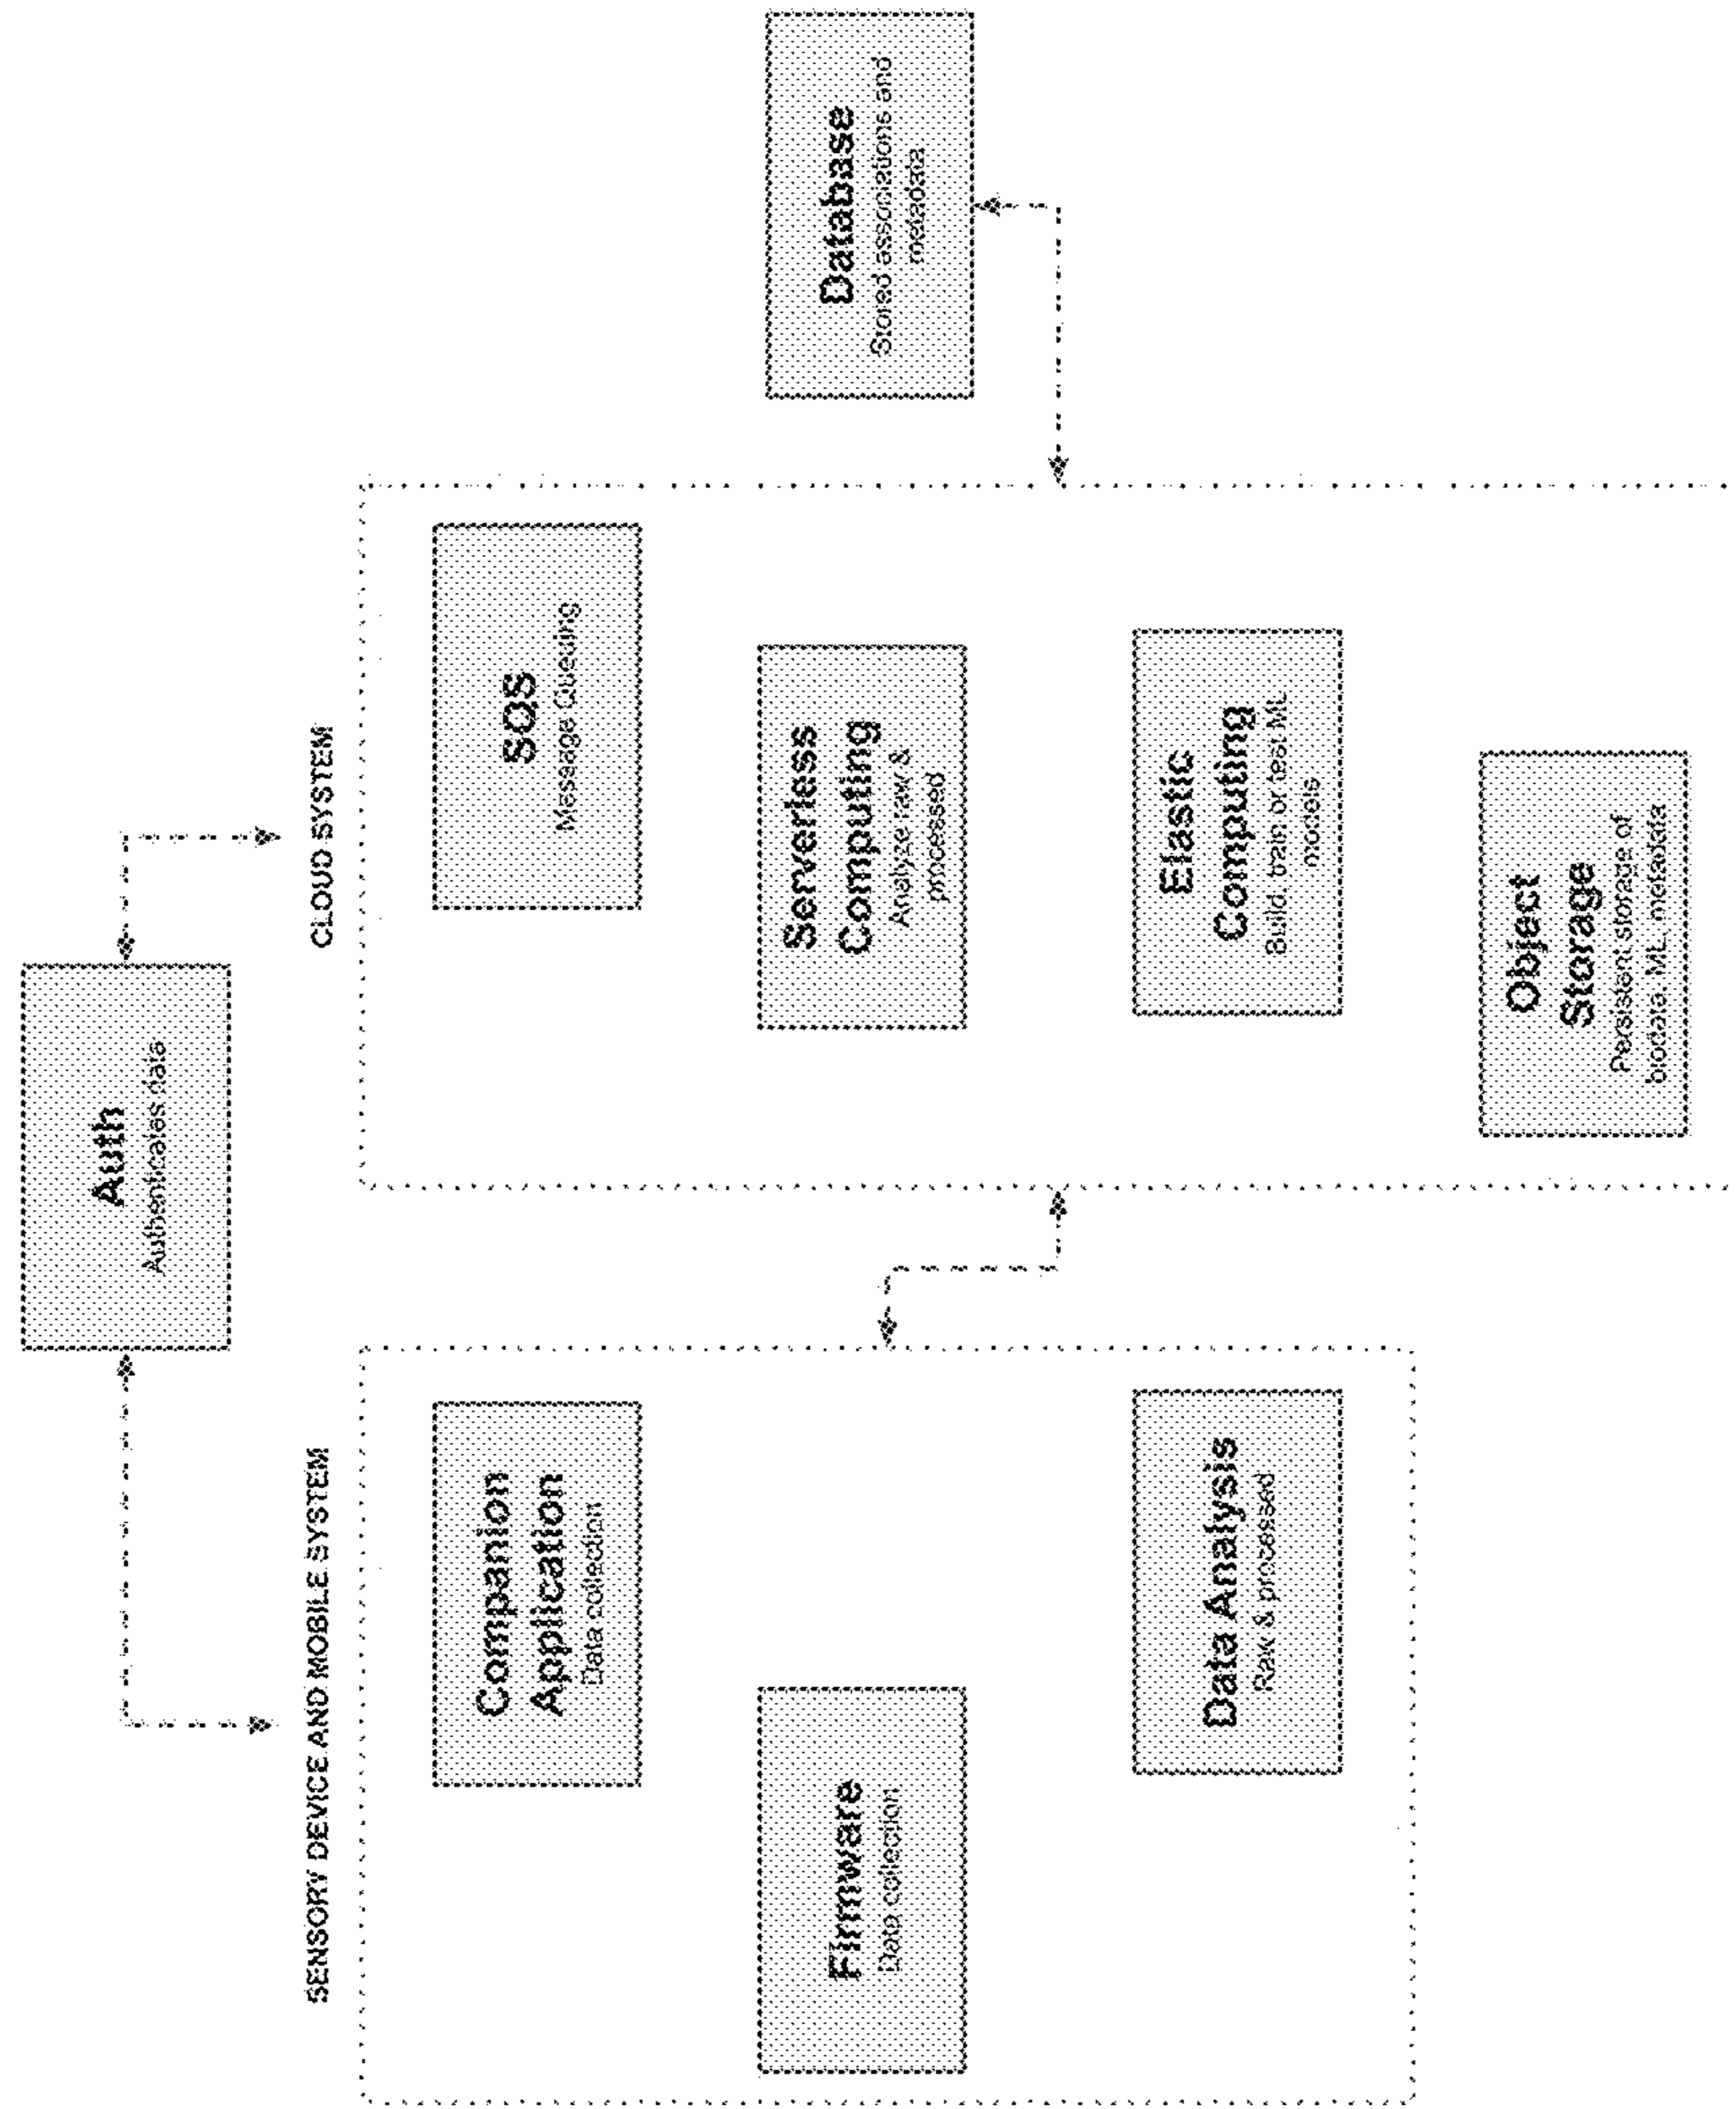 Auth
Authenticates data
SENSORY DEVICE AND MOBILE SYSTEM
Companion
Application
Data collection
Firmware
Data collection
Data Analysis
Raw & processed
CLOUD SYSTEM
SQS
Message Queuing
Serverless
Computing
Analyze raw &
processed
Elastic
Computing
Build, train or test ML
models
Object
Storage
Persistent storage of
biodata, ML, metadata
Database
Stored associations and
metadata